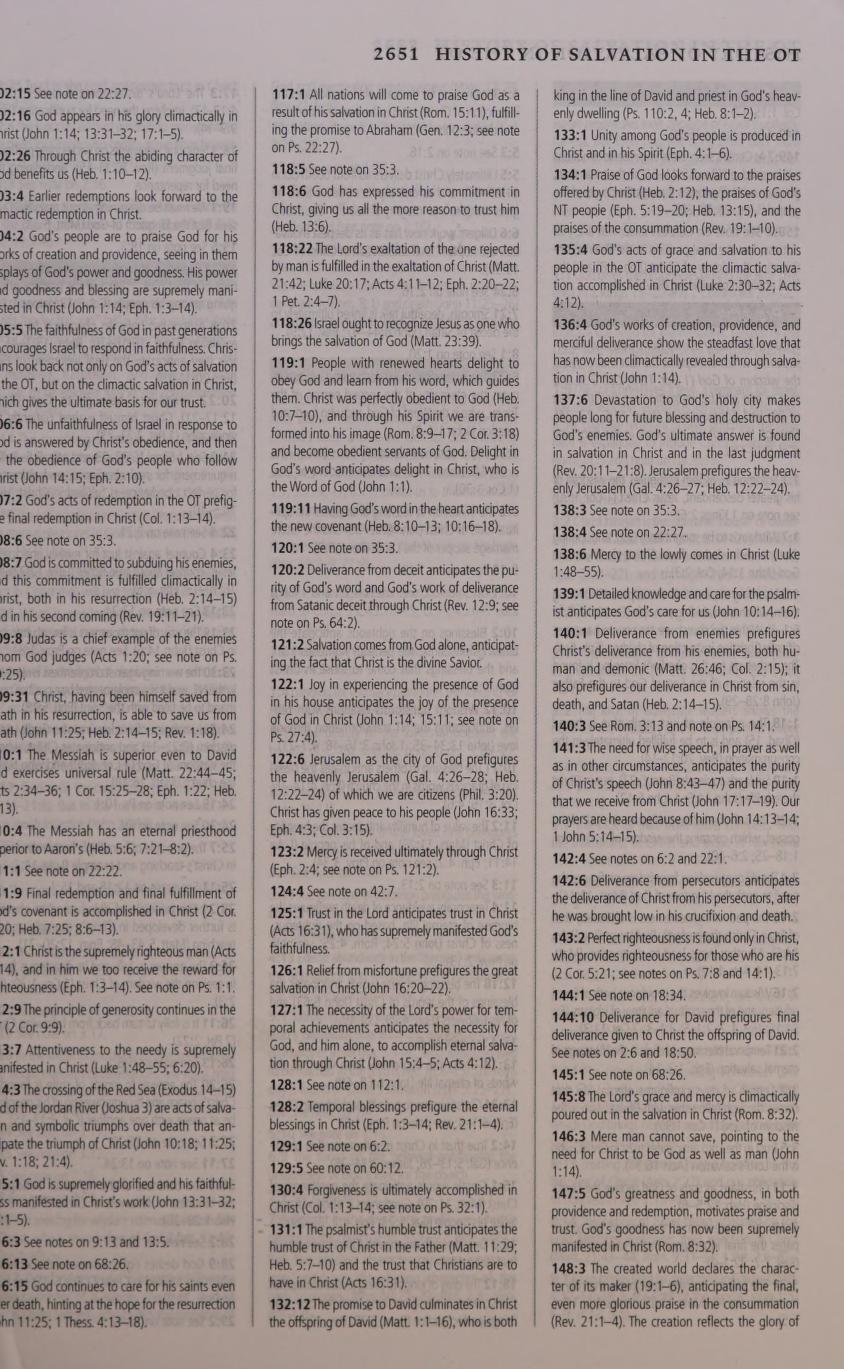 2651 HISTORY OF SALVATION IN THE OT
02:15 See note on 22:27.
02:16 God appears in his glory climactically in
rist (John 1:14; 13:31–32; 17:1–5).
02:26 Through Christ the abiding character of
od benefits us (Heb. 1:10–12).
03:4 Earlier redemptions look forward to the
mactic redemption in Christ.
04:2 God's people are to praise God for his
orks of creation and providence, seeing in them
splays of God's power and goodness. His power
d goodness and blessing are supremely mani-
sted in Christ (John 1:14; Eph. 1:3–14).
05:5 The faithfulness of God in past generations
courages Israel to respond in faithfulness. Chris-
ns look back not only on God's acts of salvation
the OT, but on the climactic salvation in Christ,
hich gives the ultimate basis for our trust.
06:6 The unfaithfulness of Israel in response to
od is answered by Christ's obedience, and then
the obedience of God's people who follow
rist (John 14:15; Eph. 2:10).
07:2 God's acts of redemption in the OT prefig-
e final redemption in Christ (Col. 1:13–14).
08:6 See note on 35:3.
08:7 God is committed to subduing his enemies,
d this commitment is fulfilled climactically in
rist, both in his resurrection (Heb. 2:14–15)
d in his second coming (Rev. 19:11–21).
09:8 Judas is a chief example of the enemies
om God judges (Acts 1:20; see note on Ps.
:25).
09:31 Christ, having been himself saved from
ath in his resurrection, is able to save us from
ath (John 11:25; Heb. 2:14–15; Rev. 1:18).
0:1 The Messiah is superior even to David
d exercises universal rule (Matt. 22:44–45;
ts 2:34–36; 1 Cor. 15:25–28; Eph. 1:22; Heb.
13).
0:4 The Messiah has an eternal priesthood
perior to Aaron's (Heb. 5:6; 7:21–8:2).
1:1 See note on 22:22.
1:9 Final redemption and final fulfillment of
d's covenant is accomplished in Christ (2 Cor.
20; Heb. 7:25; 8:6–13).
2:1 Christ is the supremely righteous man (Acts
14), and in him we too receive the reward for
hteousness (Eph. 1:3–14). See note on Ps. 1:1.
2:9 The principle of generosity continues in the
(2 Cor. 9:9).
3:7 Attentiveness to the needy is supremely
anifested in Christ (Luke 1:48–55; 6:20).
4:3 The crossing of the Red Sea (Exodus 14–15)
d of the Jordan River (Joshua 3) are acts of salva-
n and symbolic triumphs over death that an-
pate the triumph of Christ (John 10:18; 11:25;
v. 1:18; 21:4).
5:1 God is supremely glorified and his faithful-
ss manifested in Christ's work (John 13:31–32;
:1–5).
6:3 See notes on 9:13 and 13:5.
6:13 See note on 68:26.
6:15 God continues to care for his saints even
er death, hinting at the hope for the resurrection
hn 11:25; 1 Thess. 4:13–18).
117:1 All nations will come to praise God as a
result of his salvation in Christ (Rom. 15:11), fulfill-
ing the promise to Abraham (Gen. 12:3; see note
on Ps. 22:27).
118:5 See note on 35:3.
118:6 God has expressed his commitment in
Christ, giving us all the more reason to trust him
(Heb. 13:6).
118:22 The Lord's exaltation of the one rejected
by man is fulfilled in the exaltation of Christ (Matt.
21:42; Luke 20:17; Acts 4:11–12; Eph. 2:20–22;
1 Pet. 2:4–7).
118:26 Israel ought to recognize Jesus as one who
brings the salvation of God (Matt. 23:39).
119:1 People with renewed hearts delight to
obey God and learn from his word, which guides
them. Christ was perfectly obedient to God (Heb.
10:7–10), and through his Spirit we are trans-
formed into his image (Rom. 8:9–17; 2 Cor. 3:18)
and become obedient servants of God. Delight in
God's word anticipates delight in Christ, who is
the Word of God (John 1:1).
119:11 Having God's word in the heart anticipates
the new covenant (Heb. 8:10–13; 10:16–18).
120:1 See note on 35:3.
120:2 Deliverance from deceit anticipates the pu-
rity of God's word and God's work of deliverance
from Satanic deceit through Christ (Rev. 12:9; see
note on Ps. 64:2).
121:2 Salvation comes from God alone, anticipat-
ing the fact that Christ is the divine Savior.
122:1 Joy in experiencing the presence of God
in his house anticipates the joy of the presence
of God in Christ (John 1:14; 15:11; see note on
Ps. 27:4).
122:6 Jerusalem as the city of God prefigures
the heavenly Jerusalem (Gal. 4:26–28; Heb.
12:22–24) of which we are citizens (Phil. 3:20).
Christ has given peace to his people (John 16:33;
Eph. 4:3; Col. 3:15).
123:2 Mercy is received ultimately through Christ
(Eph. 2:4; see note on Ps. 121:2).
124:4 See note on 42:7.
125:1 Trust in the Lord anticipates trust in Christ
(Acts 16:31), who has supremely manifested God's
faithfulness.
126:1 Relief from misfortune prefigures the great
salvation in Christ (John 16:20–22).
127:1 The necessity of the Lord's power for tem-
poral achievements anticipates the necessity for
God, and him alone, to accomplish eternal salva-
tion through Christ (John 15:4–5; Acts 4:12).
128:1 See note on 112:1.
128:2 Temporal blessings prefigure the eternal
blessings in Christ (Eph. 1:3–14; Rev. 21:1–4).
129:1 See note on 6:2.
129:5 See note on 60:12.
130:4 Forgiveness is ultimately accomplished in
Christ (Col. 1:13–14; see note on Ps. 32:1).
131:1 The psalmist's humble trust anticipates the
humble trust of Christ in the Father (Matt. 11:29;
Heb. 5:7–10) and the trust that Christians are to
have in Christ (Acts 16:31).
132:12 The promise to David culminates in Christ
the offspring of David (Matt. 1:1–16), who is both
king in the line of David and priest in God's heav-
enly dwelling (Ps. 110:2, 4; Heb. 8:1–2).
133:1 Unity among God's people is produced in
Christ and in his Spirit (Eph. 4:1–6).
134:1 Praise of God looks forward to the praises
offered by Christ (Heb. 2:12), the praises of God's
NT people (Eph. 5:19–20; Heb. 13:15), and the
praises of the consummation (Rev. 19:1–10).
135:4 God's acts of grace and salvation to his
people in the OT anticipate the climactic salva-
tion accomplished in Christ (Luke 2:30–32; Acts
4:12).
136:4 God's works of creation, providence, and
merciful deliverance show the steadfast love that
has now been climactically revealed through salva-
tion in Christ (John 1:14).
137:6 Devastation to God's holy city makes
people long for future blessing and destruction to
God's enemies. God's ultimate answer is found
in salvation in Christ and in the last judgment
(Rev. 20:11–21:8). Jerusalem prefigures the heav-
enly Jerusalem (Gal. 4:26–27; Heb. 12:22–24).
138:3 See note on 35:3.
138:4 See note on 22:27.
138:6 Mercy to the lowly comes in Christ (Luke
1:48–55).
139:1 Detailed knowledge and care for the psalm-
ist anticipates God's care for us (John 10:14–16).
140:1 Deliverance from enemies prefigures
Christ's deliverance from his enemies, both hu-
man and demonic (Matt. 26:46; Col. 2:15); it
also prefigures our deliverance in Christ from sin,
death, and Satan (Heb. 2:14–15).
140:3 See Rom. 3:13 and note on Ps. 14:1.
141:3 The need for wise speech, in prayer as well
as in other circumstances, anticipates the purity
of Christ's speech (John 8:43–47) and the purity
that we receive from Christ (John 17:17–19). Our
prayers are heard because of him (John 14:13–14;
1 John 5:14–15).
142:4 See notes on 6:2 and 22:1.
142:6 Deliverance from persecutors anticipates
the deliverance of Christ from his persecutors, after
he was brought low in his crucifixion and death.
143:2 Perfect righteousness is found only in Christ,
who provides righteousness for those who are his
(2 Cor. 5:21; see notes on Ps. 7:8 and 14:1).
144:1 See note on 18:34.
144:10 Deliverance for David prefigures final
deliverance given to Christ the offspring of David.
See notes on 2:6 and 18:50.
145:1 See note on 68:26.
145:8 The Lord's grace and mercy is climactically
poured out in the salvation in Christ (Rom. 8:32).
146:3 Mere man cannot save, pointing to the
need for Christ to be God as well as man (John
1:14).
147:5 God's greatness and goodness, in both
providence and redemption, motivates praise and
trust. God's goodness has now been supremely
manifested in Christ (Rom. 8:32).
148:3 The created world declares the charac-
ter of its maker (19:1–6), anticipating the final,
even more glorious praise in the consummation
(Rev. 21:1–4). The creation reflects the glory of